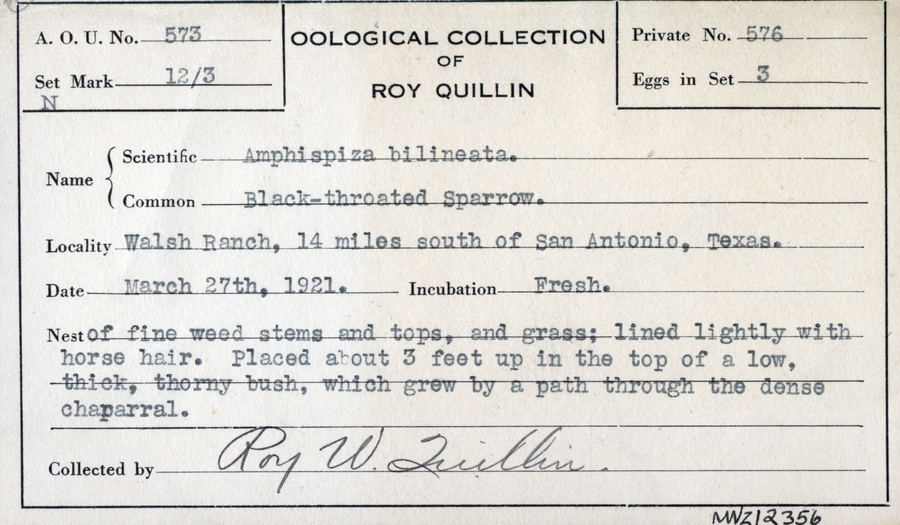 A. O. U. No. 573
Set Mark 12/3
N
OOLOGICAL COLLECTION
OF
ROY QUILLIN
Private No. 576
Eggs in Set 3
Name
Scientific Amphispiza bilineata.
Common Black-throated Sparrow.
Locality Walsh Ranch, 14 miles south of San Antonio, Texas.
Date March 27th, 1921. Incubation Fresh.
Nest of fine weed stems and tops, and grass; lined lightly with
horse hair. Placed about 3 feet up in the top of a low,
thick, thorny bush, which grew by a path through the dense
chaparral.
Collected by Roy W. Quillin.
MWZ12356